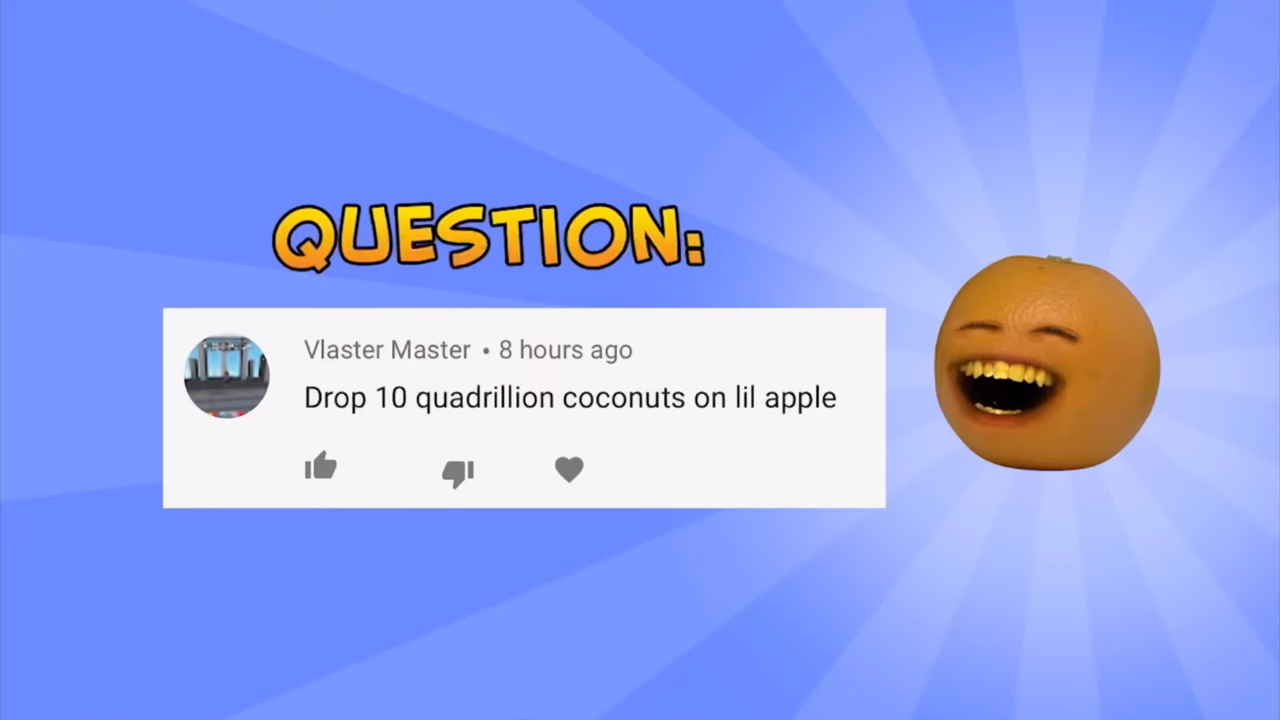 QUESTION:
Vlaster Master • 8 hours ago
Drop 10 quadrillion coconuts on lil apple